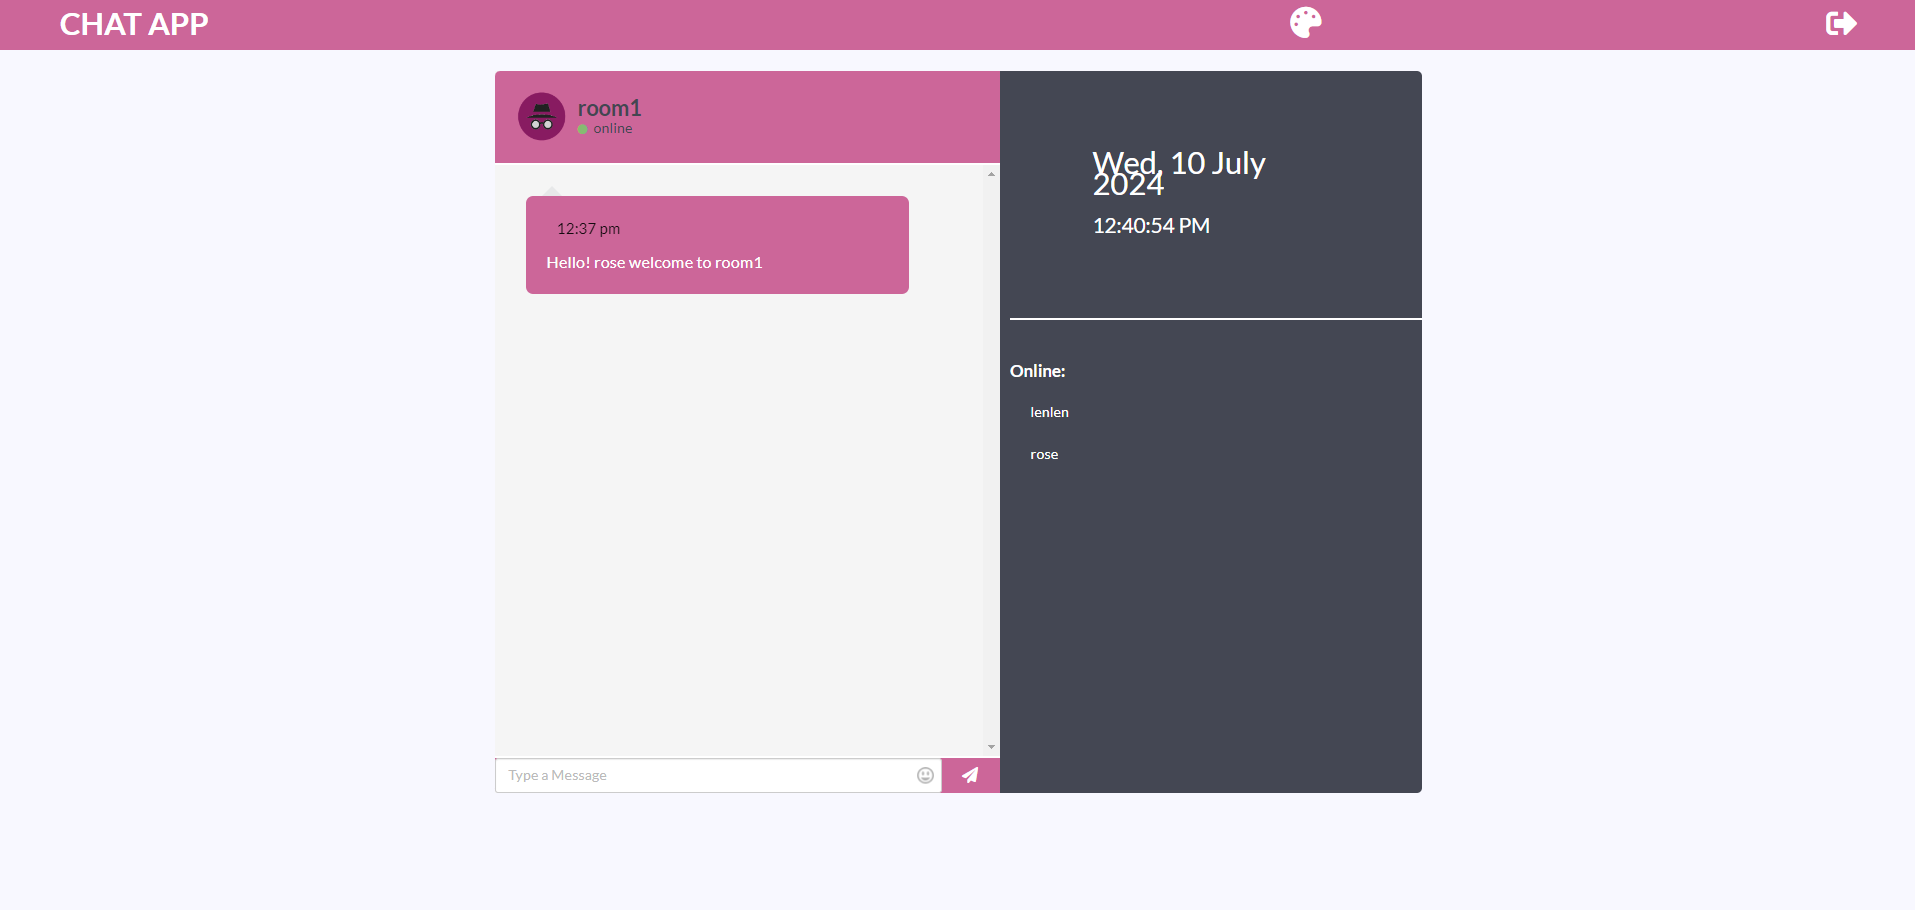 CHAT APP
room1
online
12:37 pm
Hello! rose welcome to room1
Type a Message
Wed, 10 July
2024
12:40:54 PM
Online:
lenlen
rose